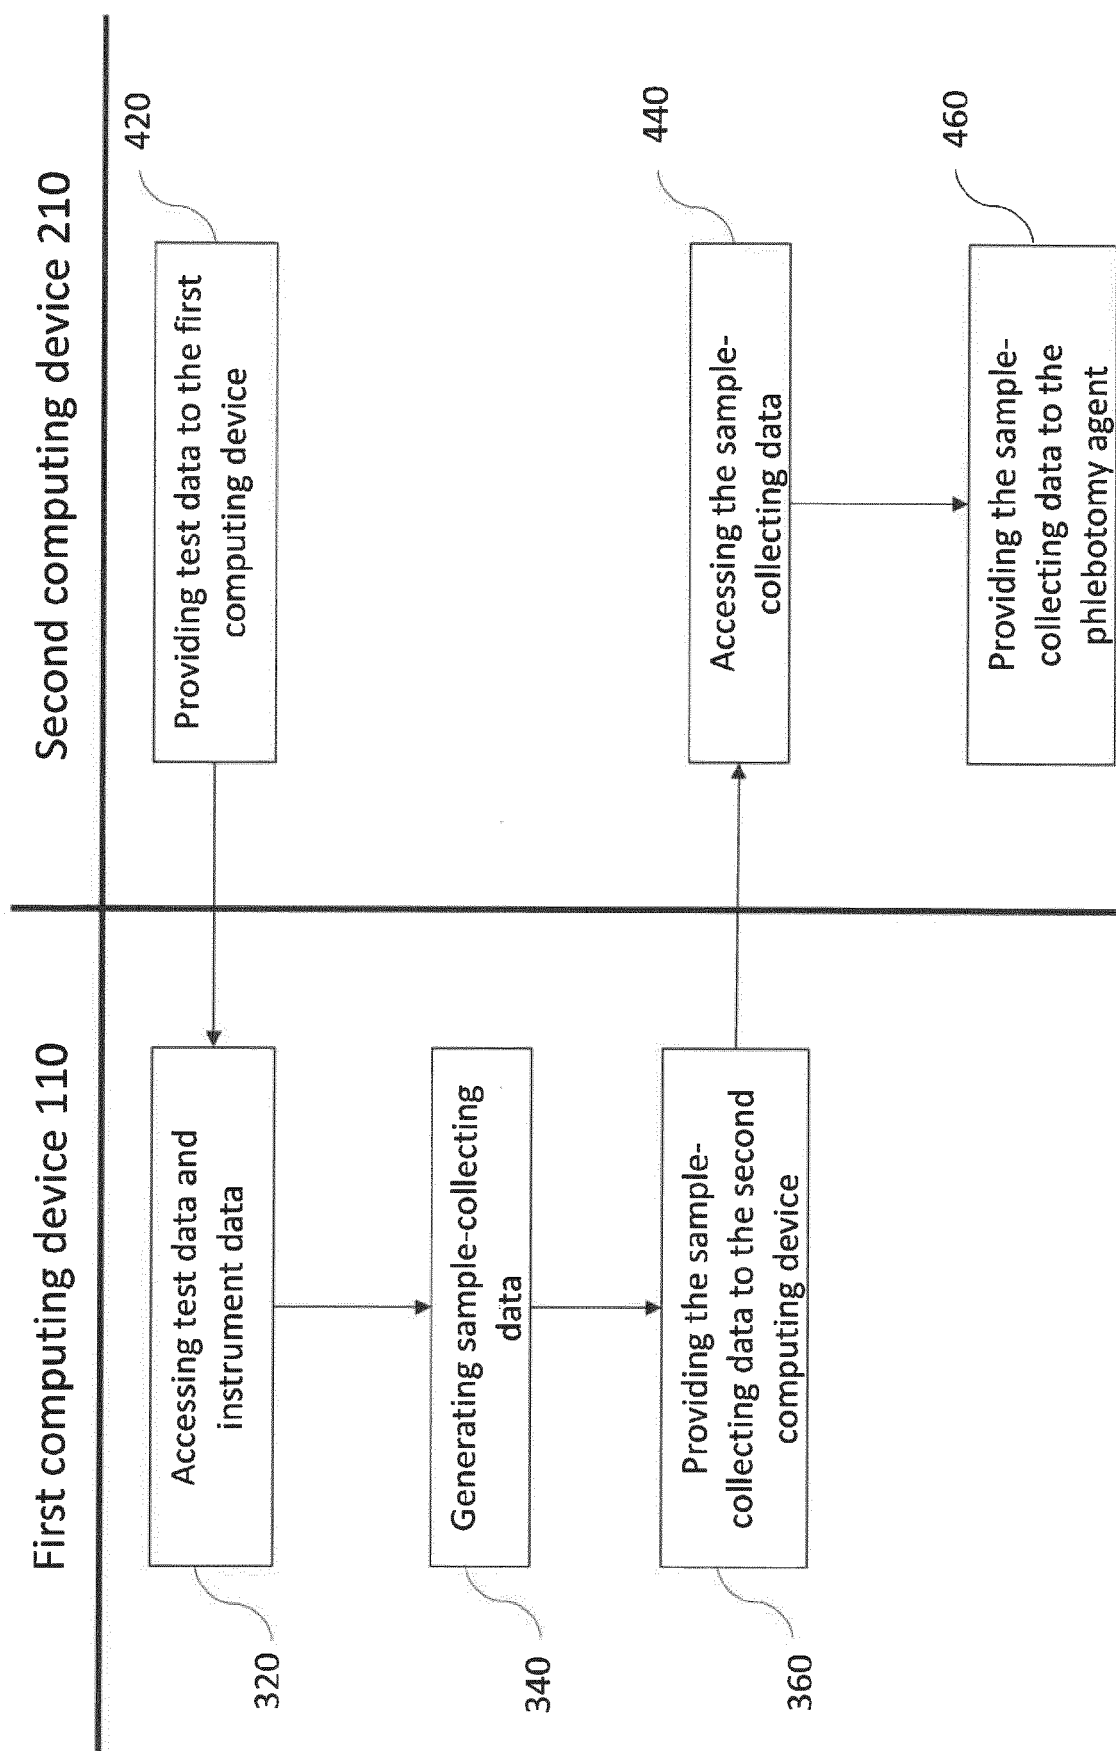 First computing device 110
Second computing device 210
Providing test data to the first
computing device
420
Accessing test data and
instrument data
320
Generating sample-collecting
data
340
Providing the sample-
collecting data to the second
computing device
360
Accessing the sample-
collecting data
440
Providing the sample-
collecting data to the
phlebotomy agent
460